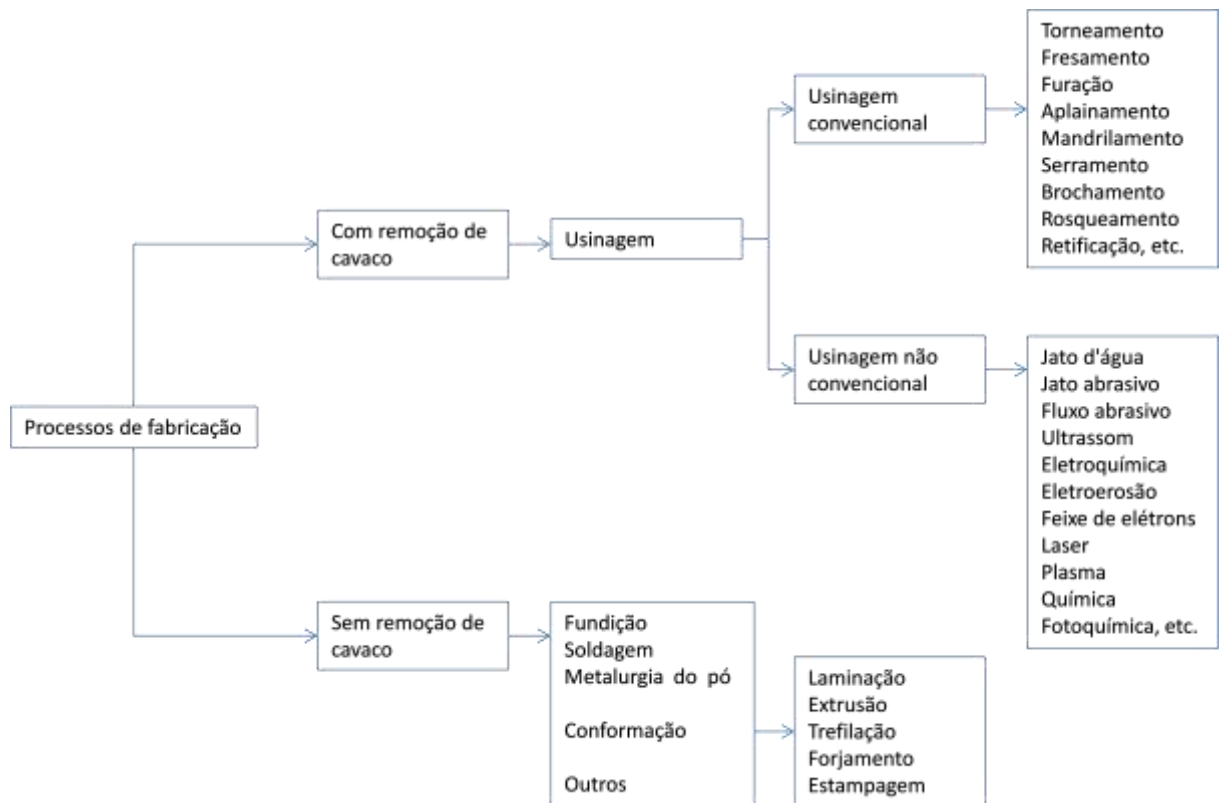 Processos de fabricação
Com remoção de
cavaco
Usinagem
Usinagem
convencional
Torneamento
Fresamento
Furação
Aplainamento
Mandrilamento
Serramento
Brochamento
Rosqueamento
Retificação, etc.
Usinagem não
convencional
Jato d'água
Jato abrasivo
Fluxo abrasivo
Ultrassom
Eletroquímica
Eletroerosão
Feixe de elétrons
Laser
Plasma
Química
Fotoquímica, etc.
Sem remoção de
cavaco
Fundição
Soldagem
Metalurgia do pó
Conformação
Outros
Laminação
Extrusão
Trefilação
Forjamento
Estampagem